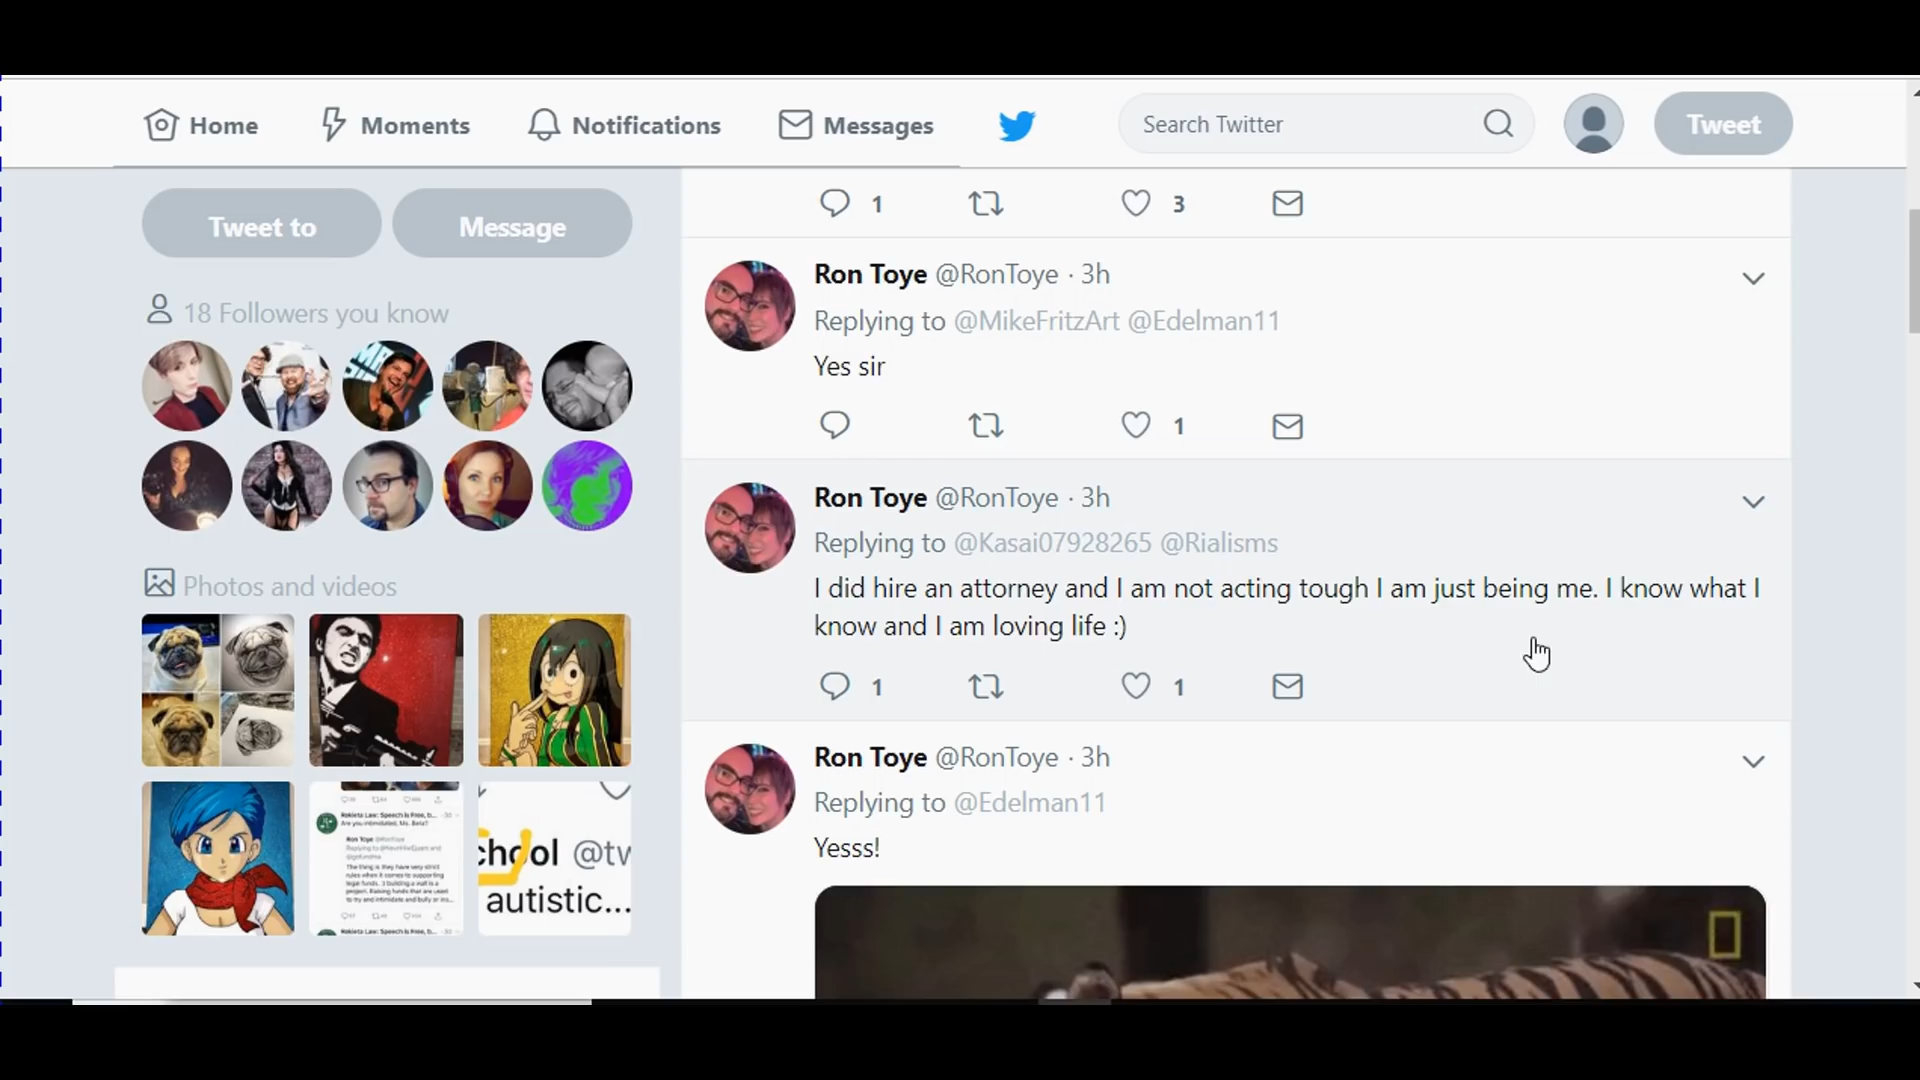 Home
Moments
Notifications
Messages
Search Twitter
Tweet
Tweet to
Message
18 Followers you know
Photos and videos
chool @tw
autistic...
1
3
Ron Toye @RonToye · 3h
Replying to @MikeFritzArt @Edelman11
Yes sir
1
Ron Toye @RonToye · 3h
Replying to @Kasai07928265 @Rialisms
I did hire an attorney and I am not acting tough I am just being me. I know what I
know and I am loving life :)
1
1
Ron Toye @RonToye · 3h
Replying to @Edelman11
Yesss!